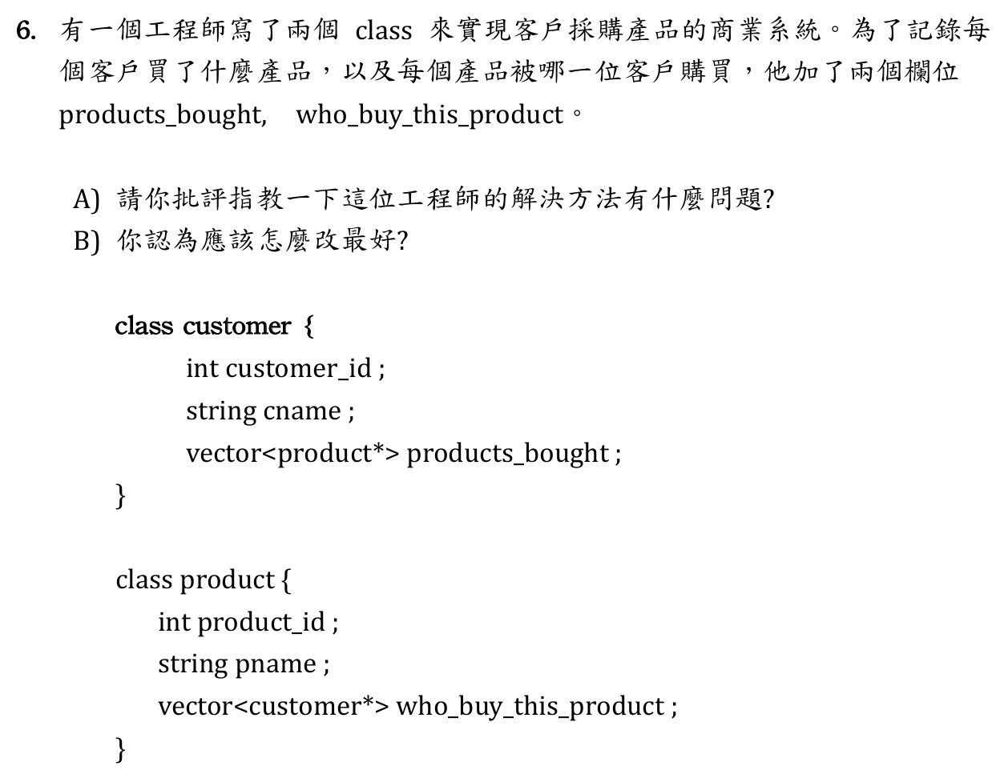 6. 有一個工程師寫了兩個 class 來實現客戶採購產品的商業系統。為了記錄每
個客戶買了什麼產品，以及每個產品被哪一位客戶購買，他加了兩個欄位
products_bought, who_buy_this_product。
A) 請你批評指教一下這位工程師的解決方法有什麼問題?
B) 你認為應該怎麼改最好?
class customer {
int customer_id ;
string cname ;
vector<product*> products_bought ;
}
class product {
int product_id ;
string pname ;
vector<customer*> who_buy_this_product ;
}